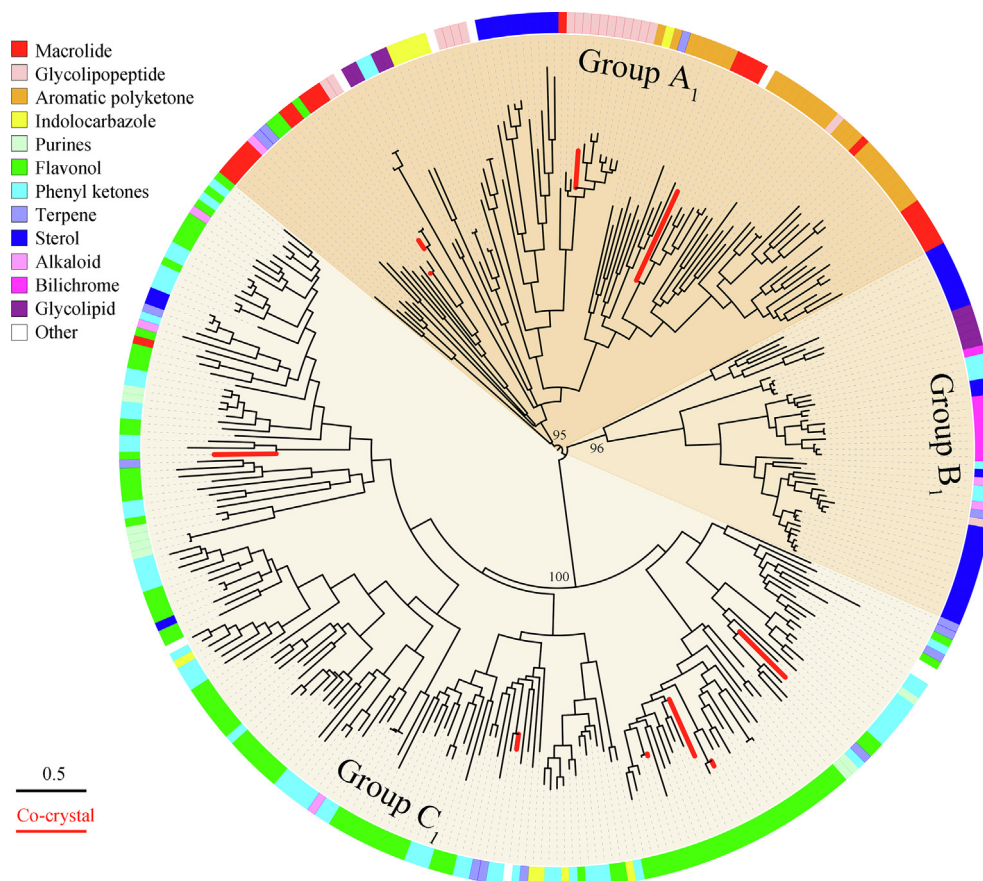 Macrolide
Glycolipopeptide
Aromatic polyketone
Indolocarbazole
Purines
Flavonol
Phenyl ketones
Terpene
Sterol
Alkaloid
Bilichrome
Glycolipid
Other
Group A1
95
96
Group B1
100
Group C1
0.5
Co-crystal